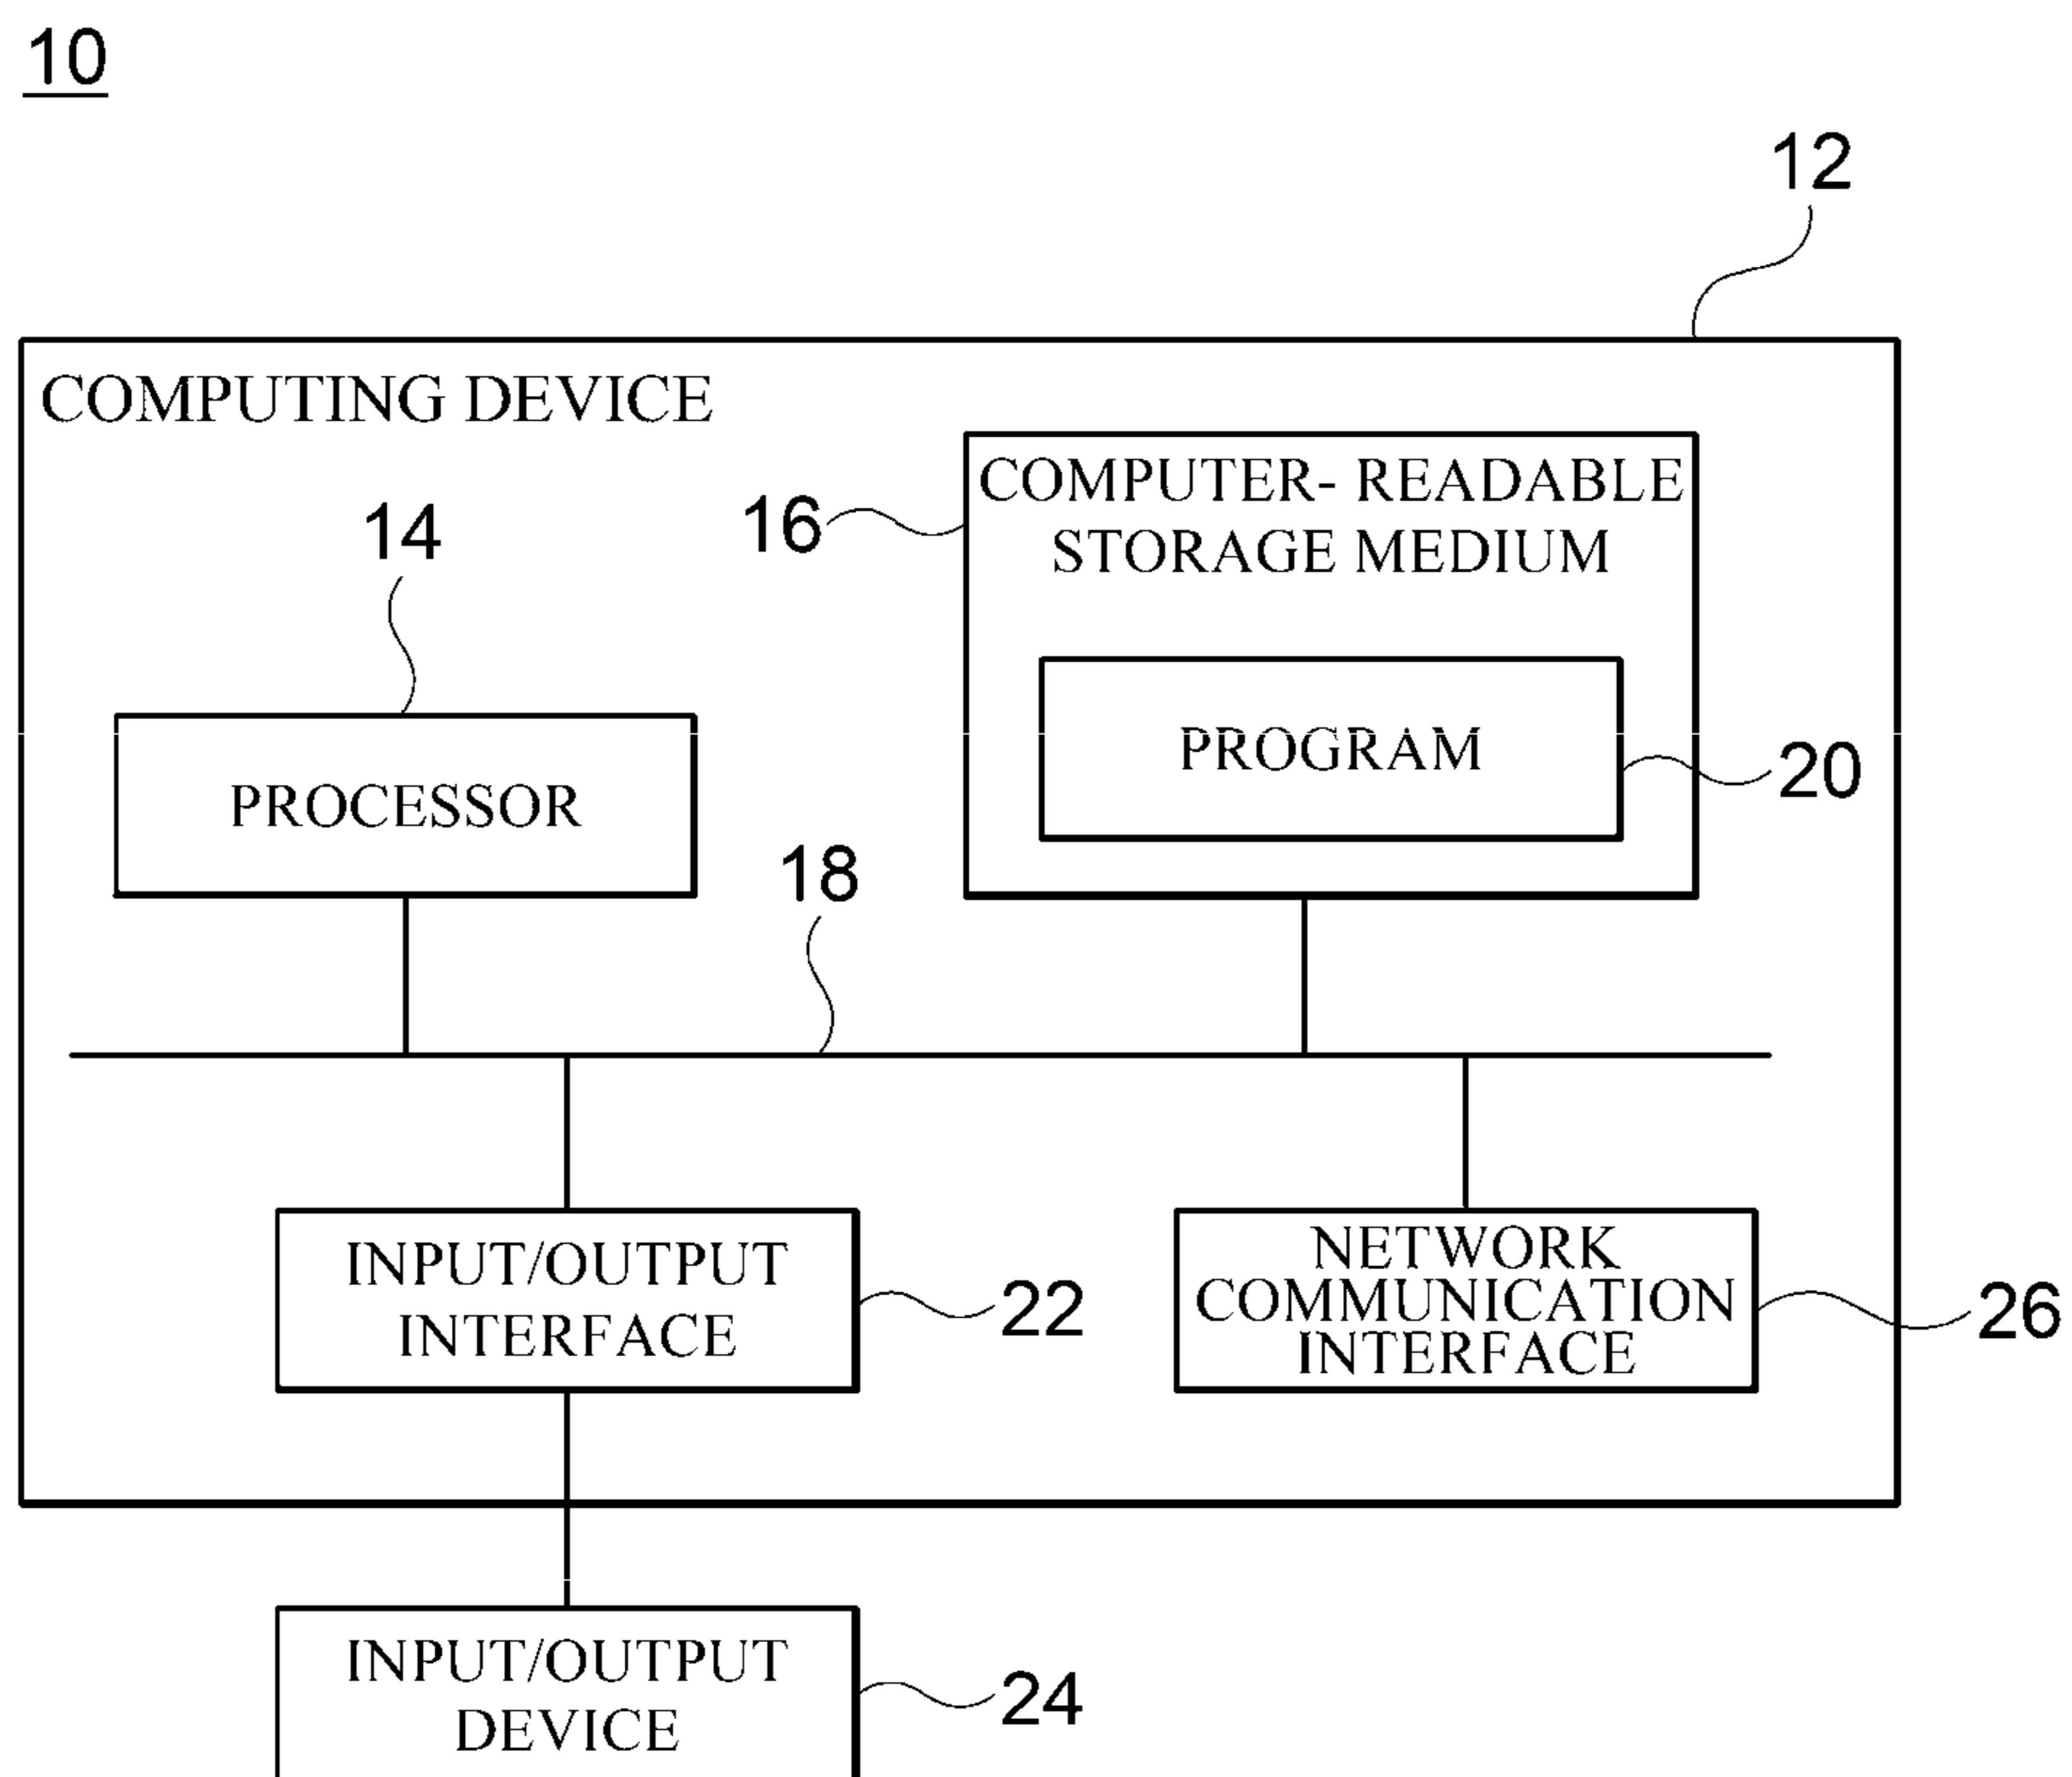 10
12
COMPUTING DEVICE
COMPUTER- READABLE
STORAGE MEDIUM
16
14
PROGRAM
20
PROCESSOR
18
INPUT/OUTPUT
INTERFACE
22
NETWORK
COMMUNICATION
INTERFACE
26
INPUT/OUTPUT
DEVICE
24